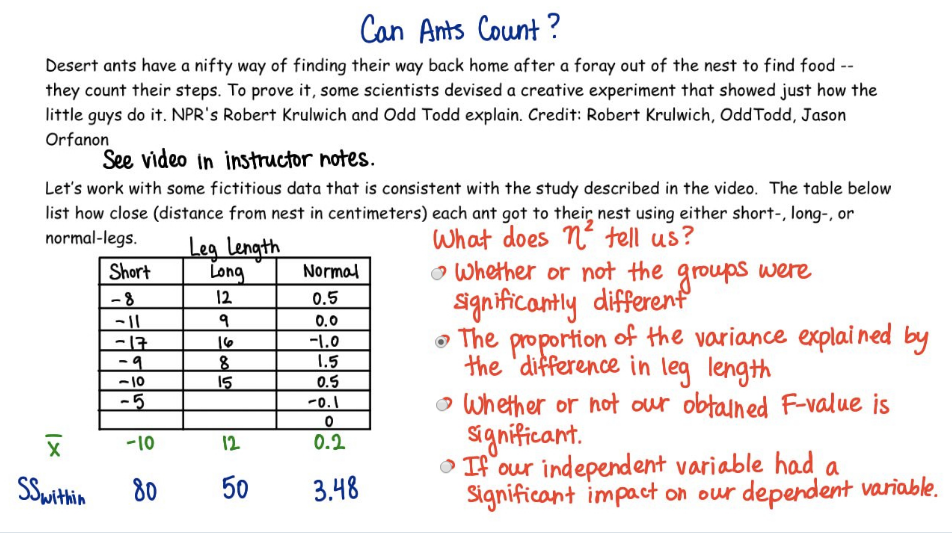 Can Ants Count?
Desert ants have a nifty way of finding their way back home after a foray out of the nest to find food --
they count their steps. To prove it, some scientists devised a creative experiment that showed just how the
little guys do it. NPR's Robert Krulwich and Odd Todd explain. Credit: Robert Krulwich, OddTodd, Jason
Orfanon
See video in instructor notes.
Let's work with some fictitious data that is consistent with the study described in the video. The table below
list how close (distance from nest in centimeters) each ant got to their nest using either short-, long-, or
normal-legs.
Leg Length
Short Long Normal
-8 12 0.5
-11 9 0.0
-17 16 -1.0
-9 8 1.5
-10 15 0.5
-5 -0.1
0
x̄ -10 12 0.2
SSwithin 80 50 3.48
What does η² tell us?
Whether or not the groups were
significantly different
The proportion of the variance explained by
the difference in leg length
Whether or not our obtained F-value is
significant.
If our independent variable had a
significant impact on our dependent variable.